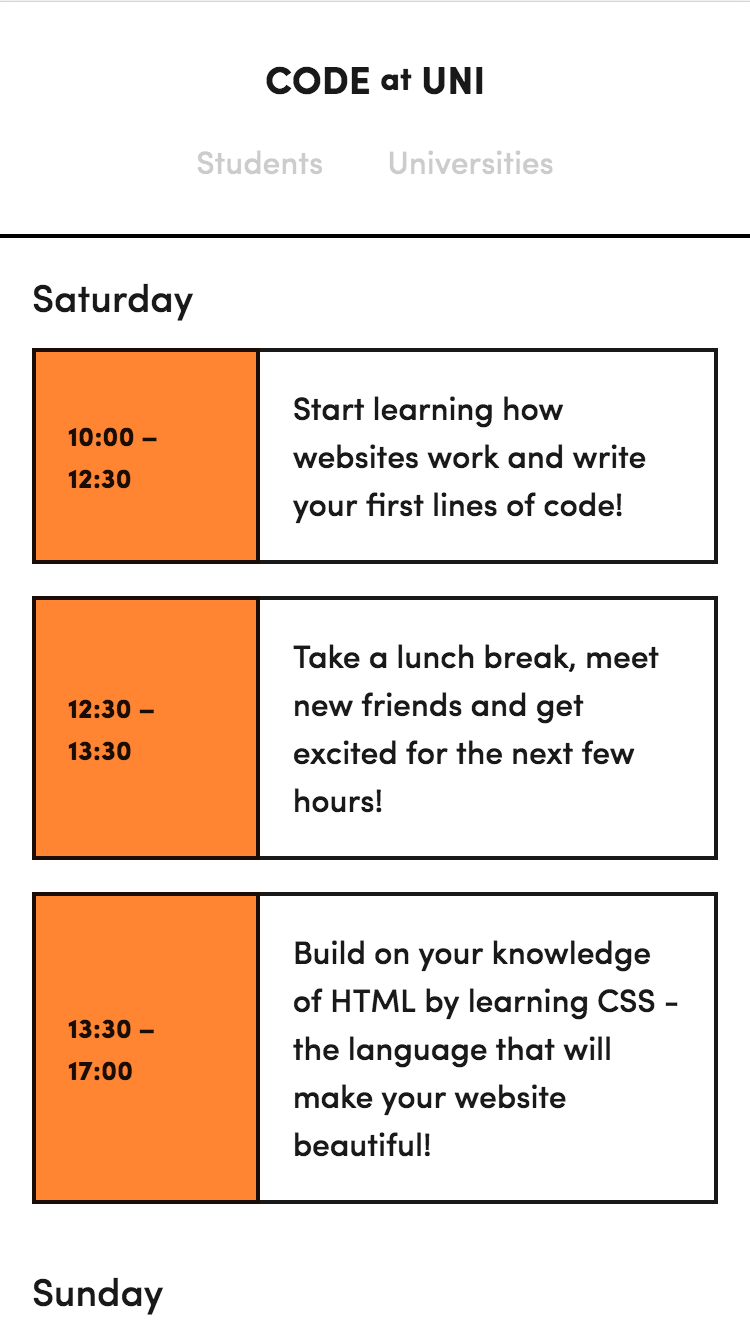 CODE at UNI
Students Universities
Saturday
10:00 –
12:30
Start learning how
websites work and write
your first lines of code!
12:30 –
13:30
Take a lunch break, meet
new friends and get
excited for the next few
hours!
13:30 –
17:00
Build on your knowledge
of HTML by learning CSS -
the language that will
make your website
beautiful!
Sunday